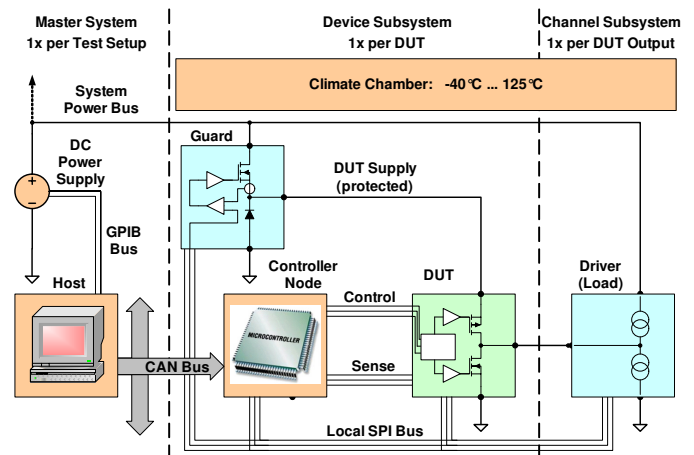 Master System
1x per Test Setup
Device Subsystem
1x per DUT
Channel Subsystem
1x per DUT Output
Climate Chamber: -40°C ... 125°C
System
Power Bus
Guard
DC
Power
Supply
+
–
DUT Supply
(protected)
GPIB
Bus
Host
Controller
Node
DUT
Driver
(Load)
Control
MICROCONTROLLER
CAN Bus
Sense
Local SPI Bus